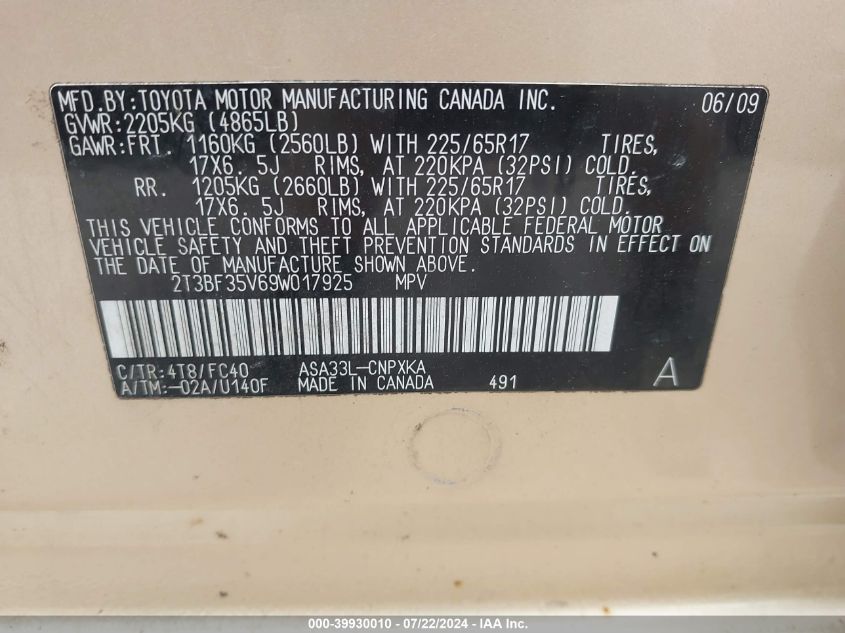 MFD.BY:TOYOTA MOTOR MANUFACTURING CANADA INC. 06/09
GVWR:2205KG (4865LB)
GAWR:FRT. 1160KG (2560LB) WITH 225/65R17 TIRES,
17X6. 5J RIMS, AT 220KPA (32PSI) COLD.
RR. 1205KG (2660LB) WITH 225/65R17 TIRES,
17X6. 5J RIMS, AT 220KPA (32PSI) COLD.
THIS VEHICLE CONFORMS TO ALL APPLICABLE FEDERAL MOTOR
VEHICLE SAFETY AND THEFT PREVENTION STANDARDS IN EFFECT ON
THE DATE OF MANUFACTURE SHOWN ABOVE.
2T3BF35V69W017925 MPV
C/TR:4T8/FC40 ASA33L-CNPXKA
A/TM:-02A/U140F MADE IN CANADA 491 A
000-39930010 - 07/22/2024 - IAA Inc.